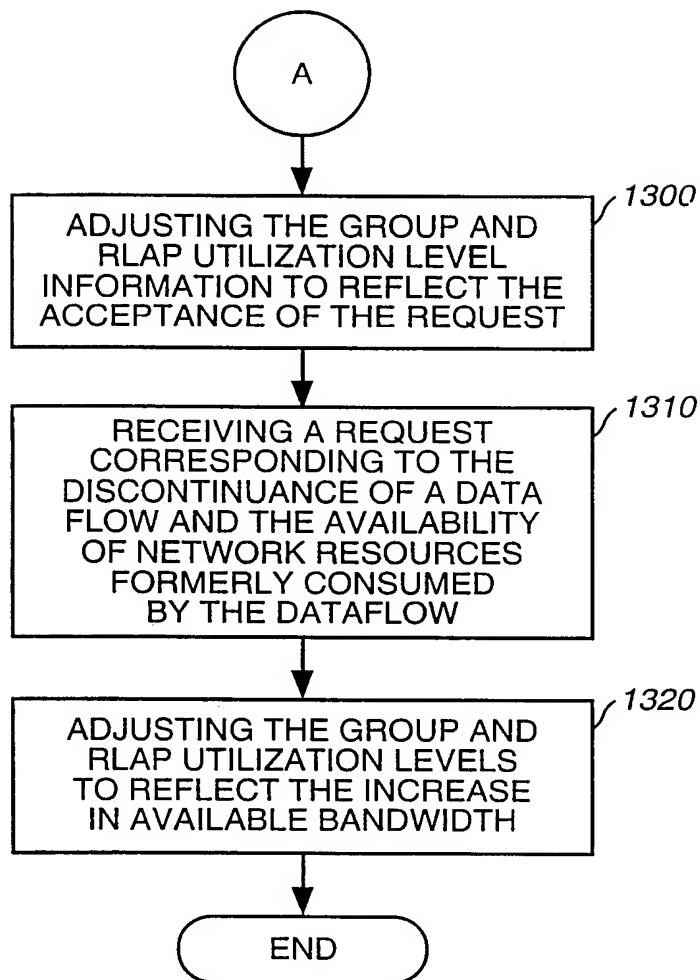 A
1300
ADJUSTING THE GROUP AND
RLAP UTILIZATION LEVEL
INFORMATION TO REFLECT THE
ACCEPTANCE OF THE REQUEST
1310
RECEIVING A REQUEST
CORRESPONDING TO THE
DISCONTINUANCE OF A DATA
FLOW AND THE AVAILABILITY
OF NETWORK RESOURCES
FORMERLY CONSUMED
BY THE DATAFLOW
1320
ADJUSTING THE GROUP AND
RLAP UTILIZATION LEVELS
TO REFLECT THE INCREASE
IN AVAILABLE BANDWIDTH
END